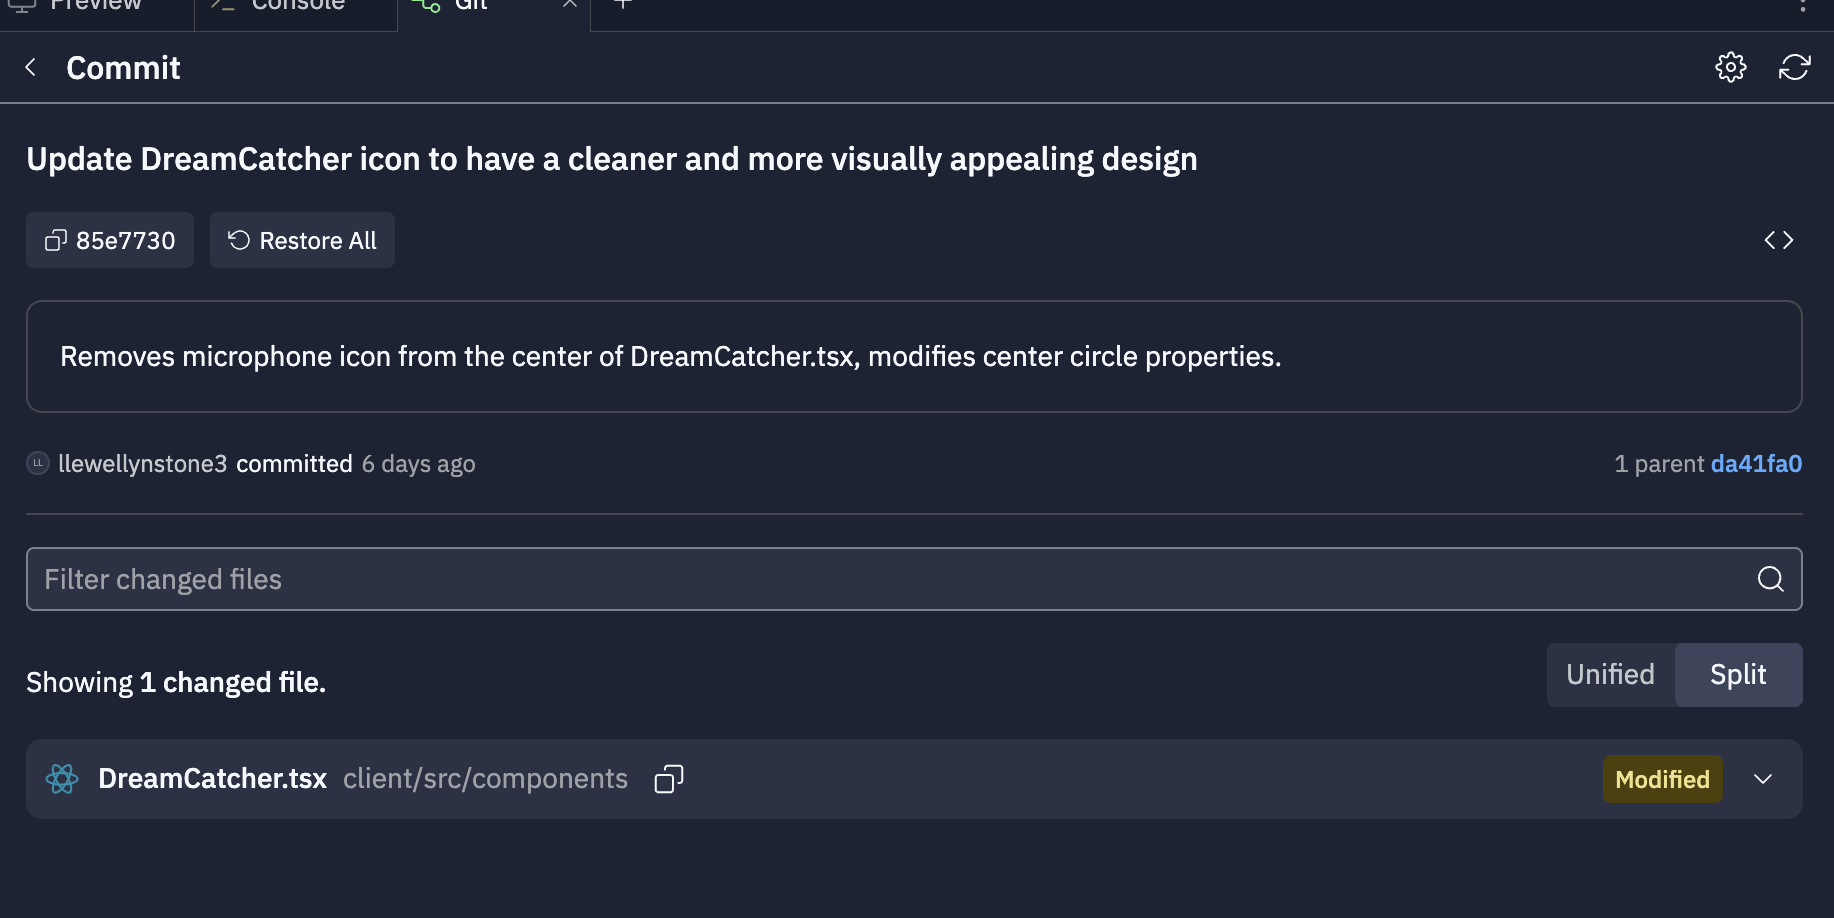 Preview Console Git
Commit
Update DreamCatcher icon to have a cleaner and more visually appealing design
85e7730 Restore All
Removes microphone icon from the center of DreamCatcher.tsx, modifies center circle properties.
LL llewellynstone3 committed 6 days ago 1 parent da41fa0
Filter changed files
Showing 1 changed file. Unified Split
DreamCatcher.tsx client/src/components Modified